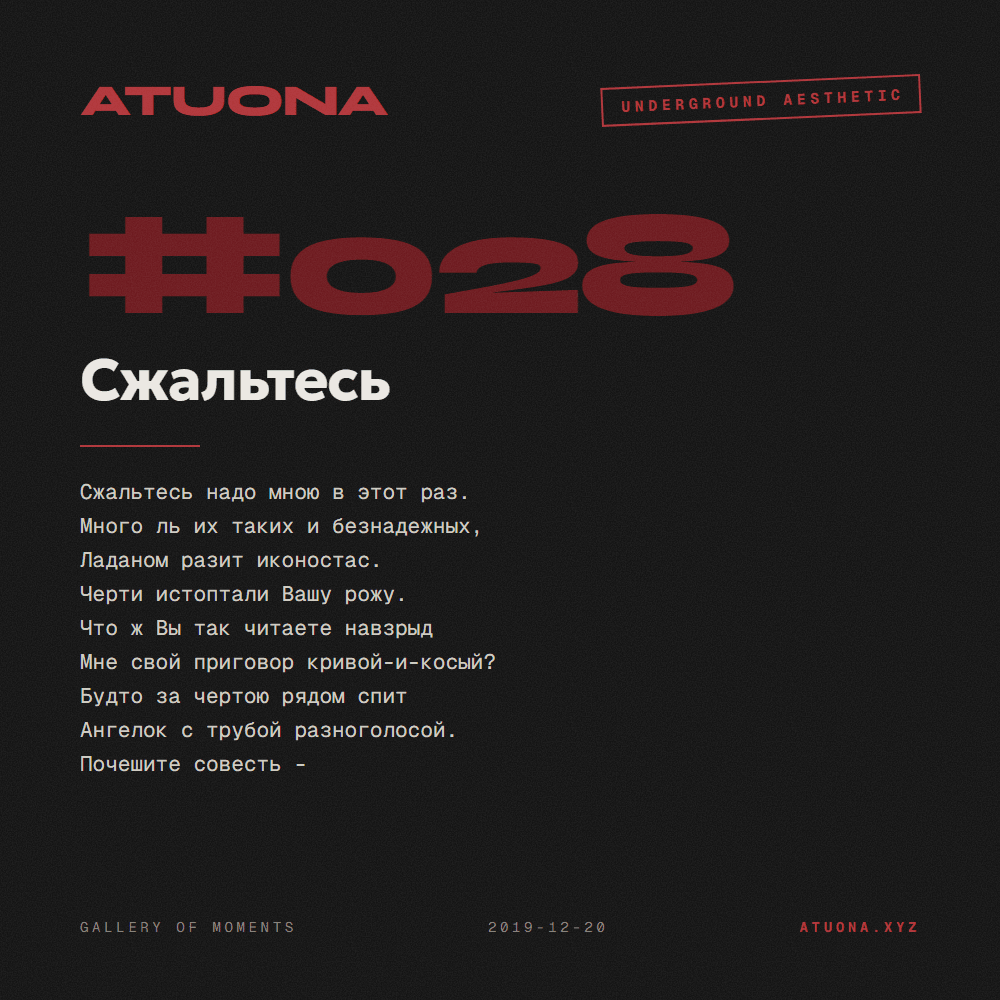 ATUONA
UNDERGROUND AESTHETIC
#028
Сжальтесь
Сжальтесь надо мною в этот раз.
Много ль их таких и безнадежных,
Ладаном разит иконостас.
Черти истоптали Вашу рожу.
Что ж Вы так читаете навзрыд
Мне свой приговор кривой-и-косый?
Будто за чертою рядом спит
Ангелок с трубой разноголосой.
Почешите совесть -
GALLERY OF MOMENTS
2019-12-20
ATUONA.XYZ